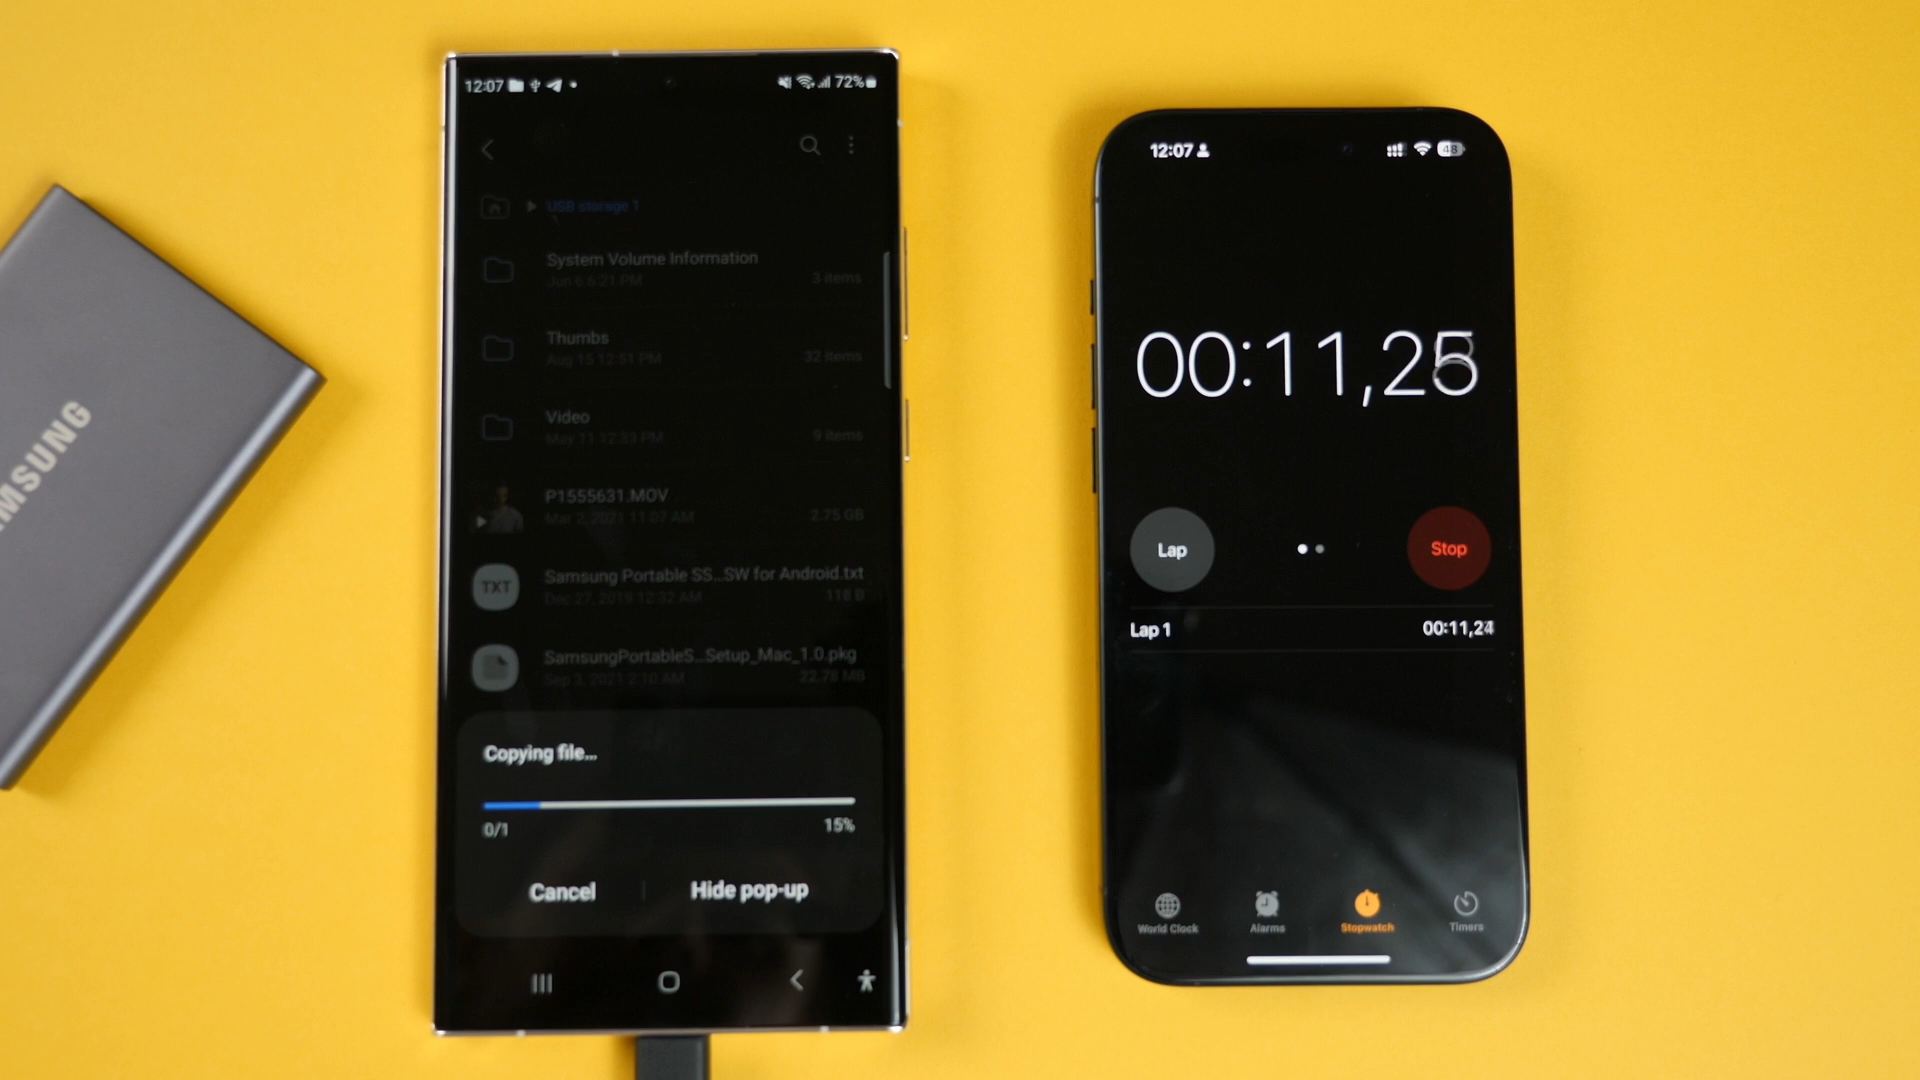 MSUNG
12:07
72%
USB storage 1
System Volume Information
Jun 6 6:21 PM
3 items
Thumbs
Aug 15 12:51 PM
32 items
Video
May 11 12:33 PM
9 items
P1555631.MOV
Mar 2, 2021 11:07 AM
2.75 GB
TXT
Samsung Portable SS...SW for Android.txt
Dec 27, 2019 12:32 AM
118 B
SamsungPortableS...Setup_Mac_1.0.pkg
Sep 3, 2021 2:10 AM
22.78 MB
Copying file...
0/1
15%
Cancel
Hide pop-up
12:07
48
00:11,25
Lap
Stop
Lap 1
00:11,24
World Clock
Alarms
Stopwatch
Timers